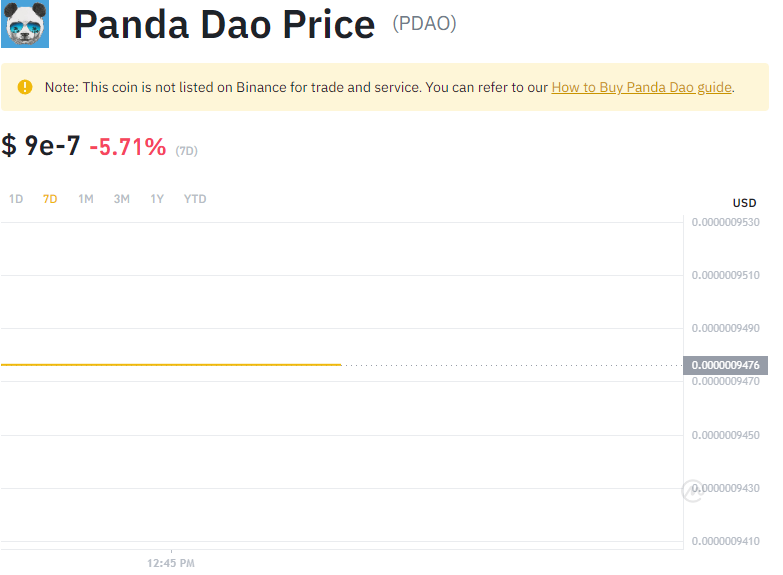 Panda Dao Price (PDAO)
Note: This coin is not listed on Binance for trade and service. You can refer to our How to Buy Panda Dao guide.
$ 9e-7 -5.71% (7D)
1D 7D 1M 3M 1Y YTD
USD
0.0000009530
0.0000009510
0.0000009490
0.0000009476
0.0000009470
0.0000009450
0.0000009430
0.0000009410
12:45 PM